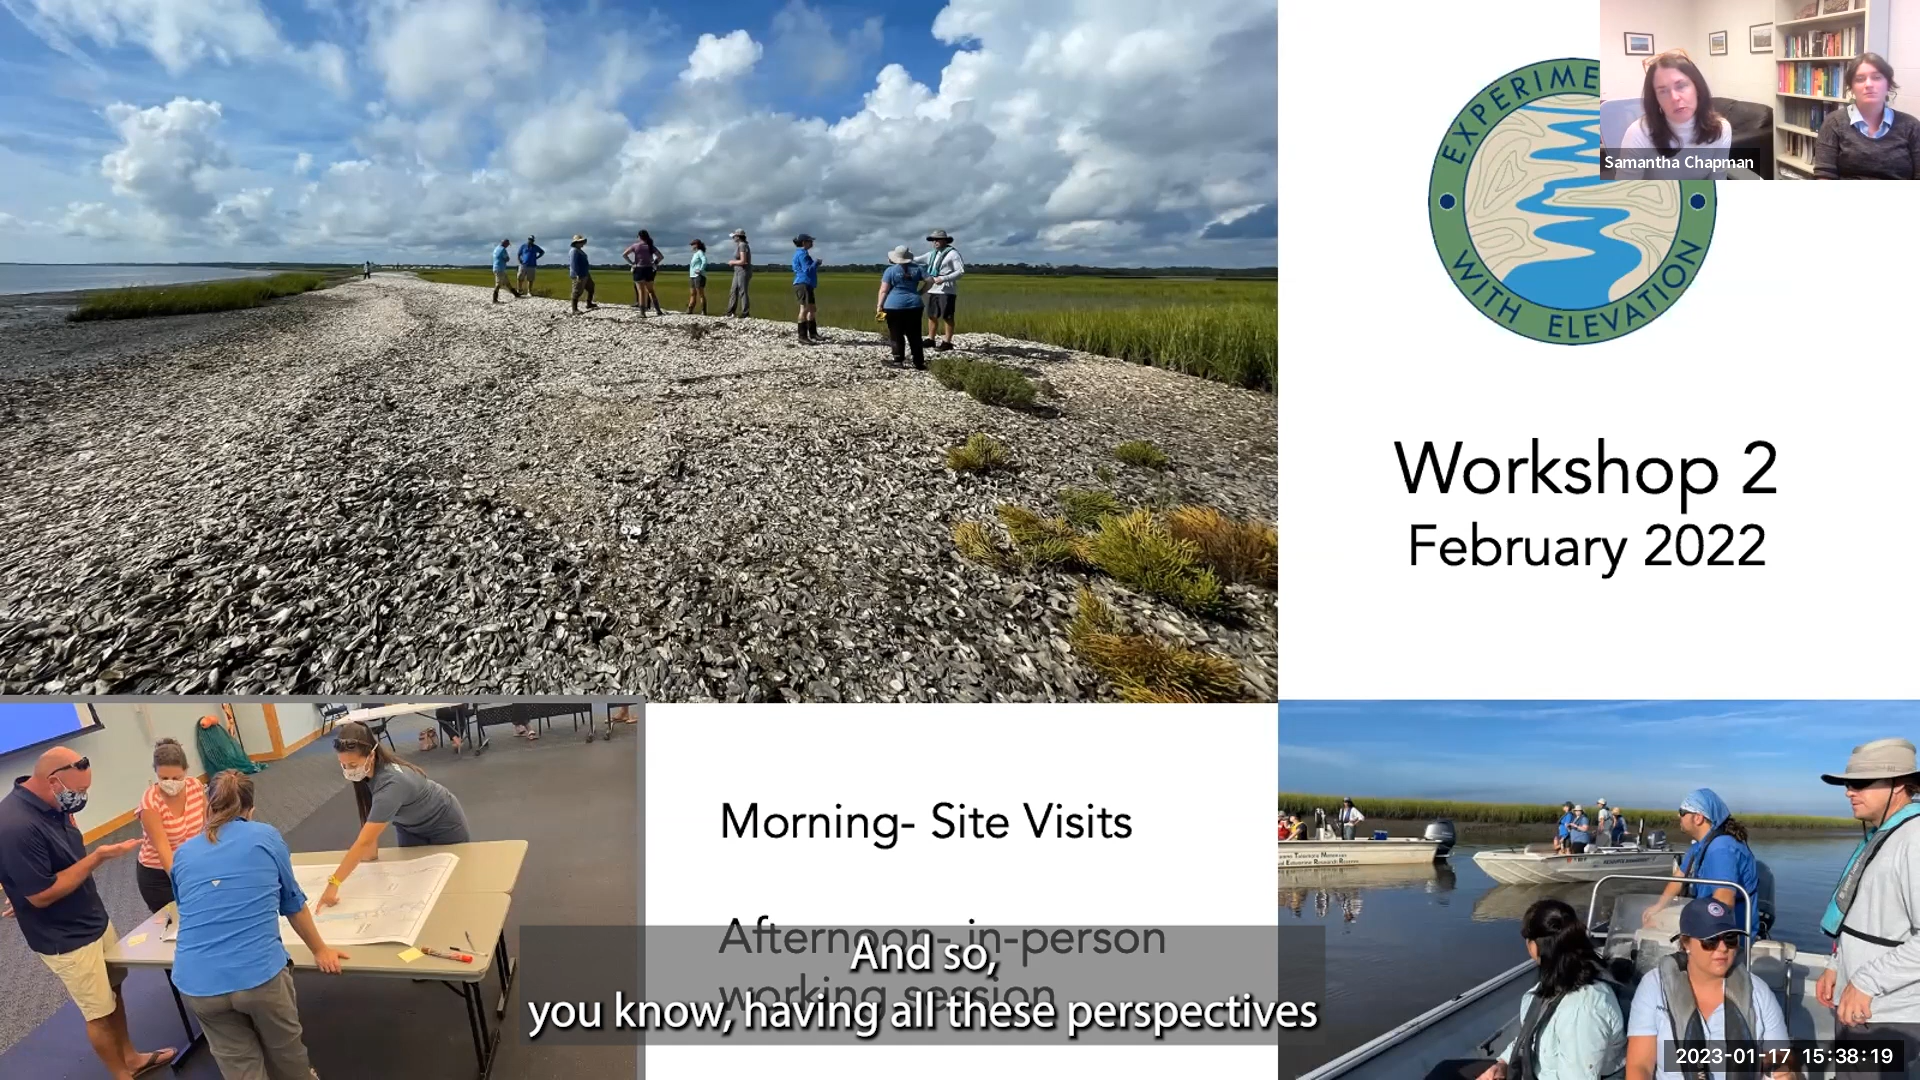 EXPERIME
WITH ELEVATION
Samantha Chapman
Workshop 2
February 2022
Morning- Site Visits
Afternoon- in-person
working session
And so,
you know, having all these perspectives
2023-01-17 15:38:19